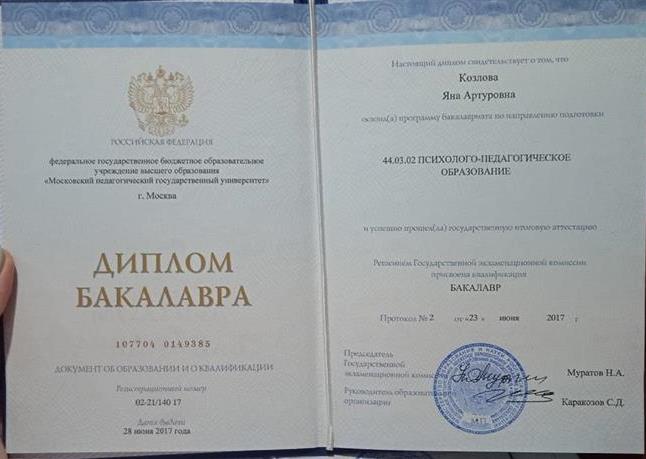 РОССИЙСКАЯ ФЕДЕРАЦИЯ
федеральное государственное бюджетное образовательное
учреждение высшего образования
«Московский педагогический государственный университет»
г. Москва
ДИПЛОМ
БАКАЛАВРА
107704 0149385
ДОКУМЕНТ ОБ ОБРАЗОВАНИИ И О КВАЛИФИКАЦИИ
Регистрационный номер
02-21/140 17
Дата выдачи
28 июня 2017 года
Настоящий диплом свидетельствует о том, что
Козлова
Яна Артуровна
освоил(а) программу бакалавриата по направлению подготовки
44.03.02 ПСИХОЛОГО-ПЕДАГОГИЧЕСКОЕ
ОБРАЗОВАНИЕ
и успешно прошел(ла) государственную итоговую аттестацию
Решением Государственной экзаменационной комиссии
присвоена квалификация
БАКАЛАВР
Протокол № 2 от «23 » июня 2017 г
Председатель
Государственной
экзаменационной комис
Муратов Н.А.
Руководитель образоват
организации
Каракозов С.Д.